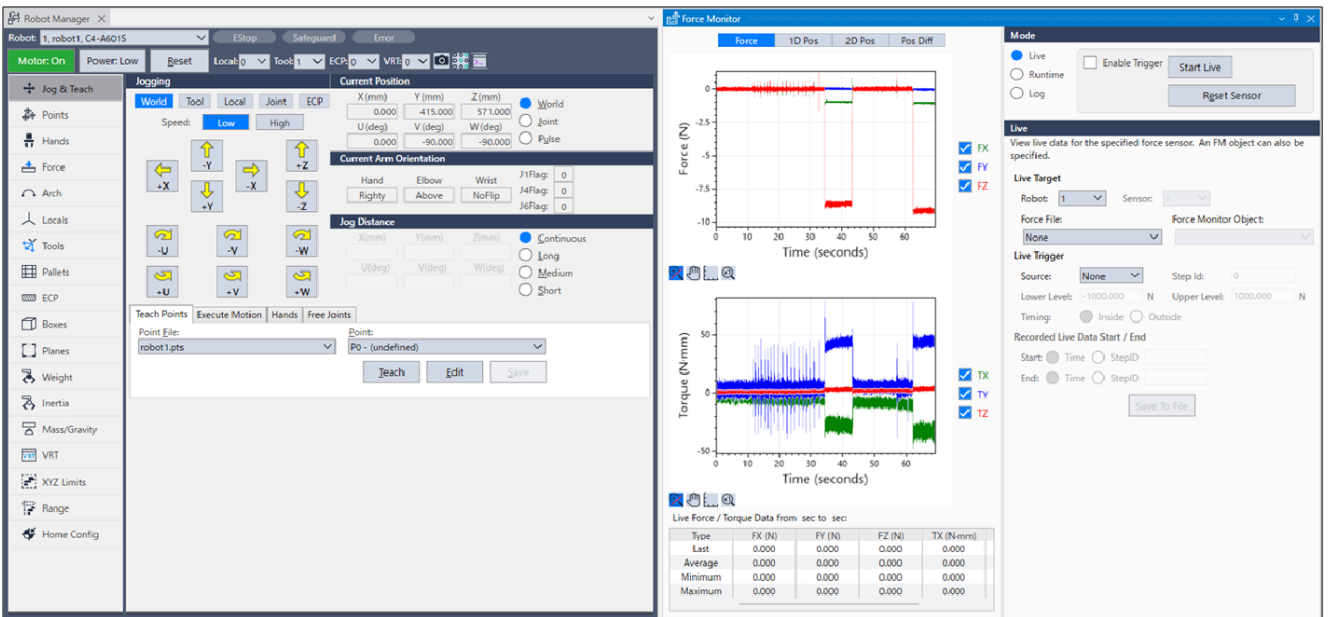 Robot Manager
Robot: 1, robot1, C4-A601S EStop Safeguard Error
Motor: On Power: Low Reset Local: 0 Tool: 1 ECP: 0 VRT: 0
Jog & Teach
Points
Hands
Force
Arch
Locals
Tools
Pallets
ECP
Boxes
Planes
Weight
Inertia
Mass/Gravity
VRT
XYZ Limits
Range
Home Config
Jogging
World Tool Local Joint ECP
Speed: Low High
-Y +Z
+X -X
+Y -Z
-U -V -W
+U +V +W
Current Position
X (mm) Y (mm) Z (mm)
0.000 -415.000 571.000
U (deg) V (deg) W (deg)
0.000 -90.000 -90.000
World
Joint
Pulse
Current Arm Orientation
Hand Elbow Wrist
Righty Above NoFlip
J1Flag: 0
J4Flag: 0
J6Flag: 0
Jog Distance
X(mm) Y(mm) Z(mm)
U(deg) V(deg) W(deg)
Continuous
Long
Medium
Short
Teach Points Execute Motion Hands Free Joints
Point File: Point:
robot1.pts P0 - (undefined)
Teach Edit Save
Force Monitor
Force 1D Pos 2D Pos Pos Diff
Force (N)
0
-2.5
-5
-7.5
-10
0 10 20 30 40 50 60
Time (seconds)
FX
FY
FZ
x1
Torque (N·mm)
50
0
-50
0 10 20 30 40 50 60
Time (seconds)
TX
TY
TZ
x1
Live Force / Torque Data from sec to sec:
Type FX (N) FY (N) FZ (N) TX (N·mm)
Last 0.000 0.000 0.000 0.000
Average 0.000 0.000 0.000 0.000
Minimum 0.000 0.000 0.000 0.000
Maximum 0.000 0.000 0.000 0.000
Mode
Live
Runtime
Log
Enable Trigger Start Live
Reset Sensor
Live
View live data for the specified force sensor. An FM object can also be
specified.
Live Target
Robot: 1 Sensor: 1
Force File: Force Monitor Object:
None
Live Trigger
Source: None Step Id: 0
Lower Level: -1000.000 N Upper Level: 1000.000 N
Timing: Inside Outside
Recorded Live Data Start / End
Start: Time StepID
End: Time StepID
Save To File